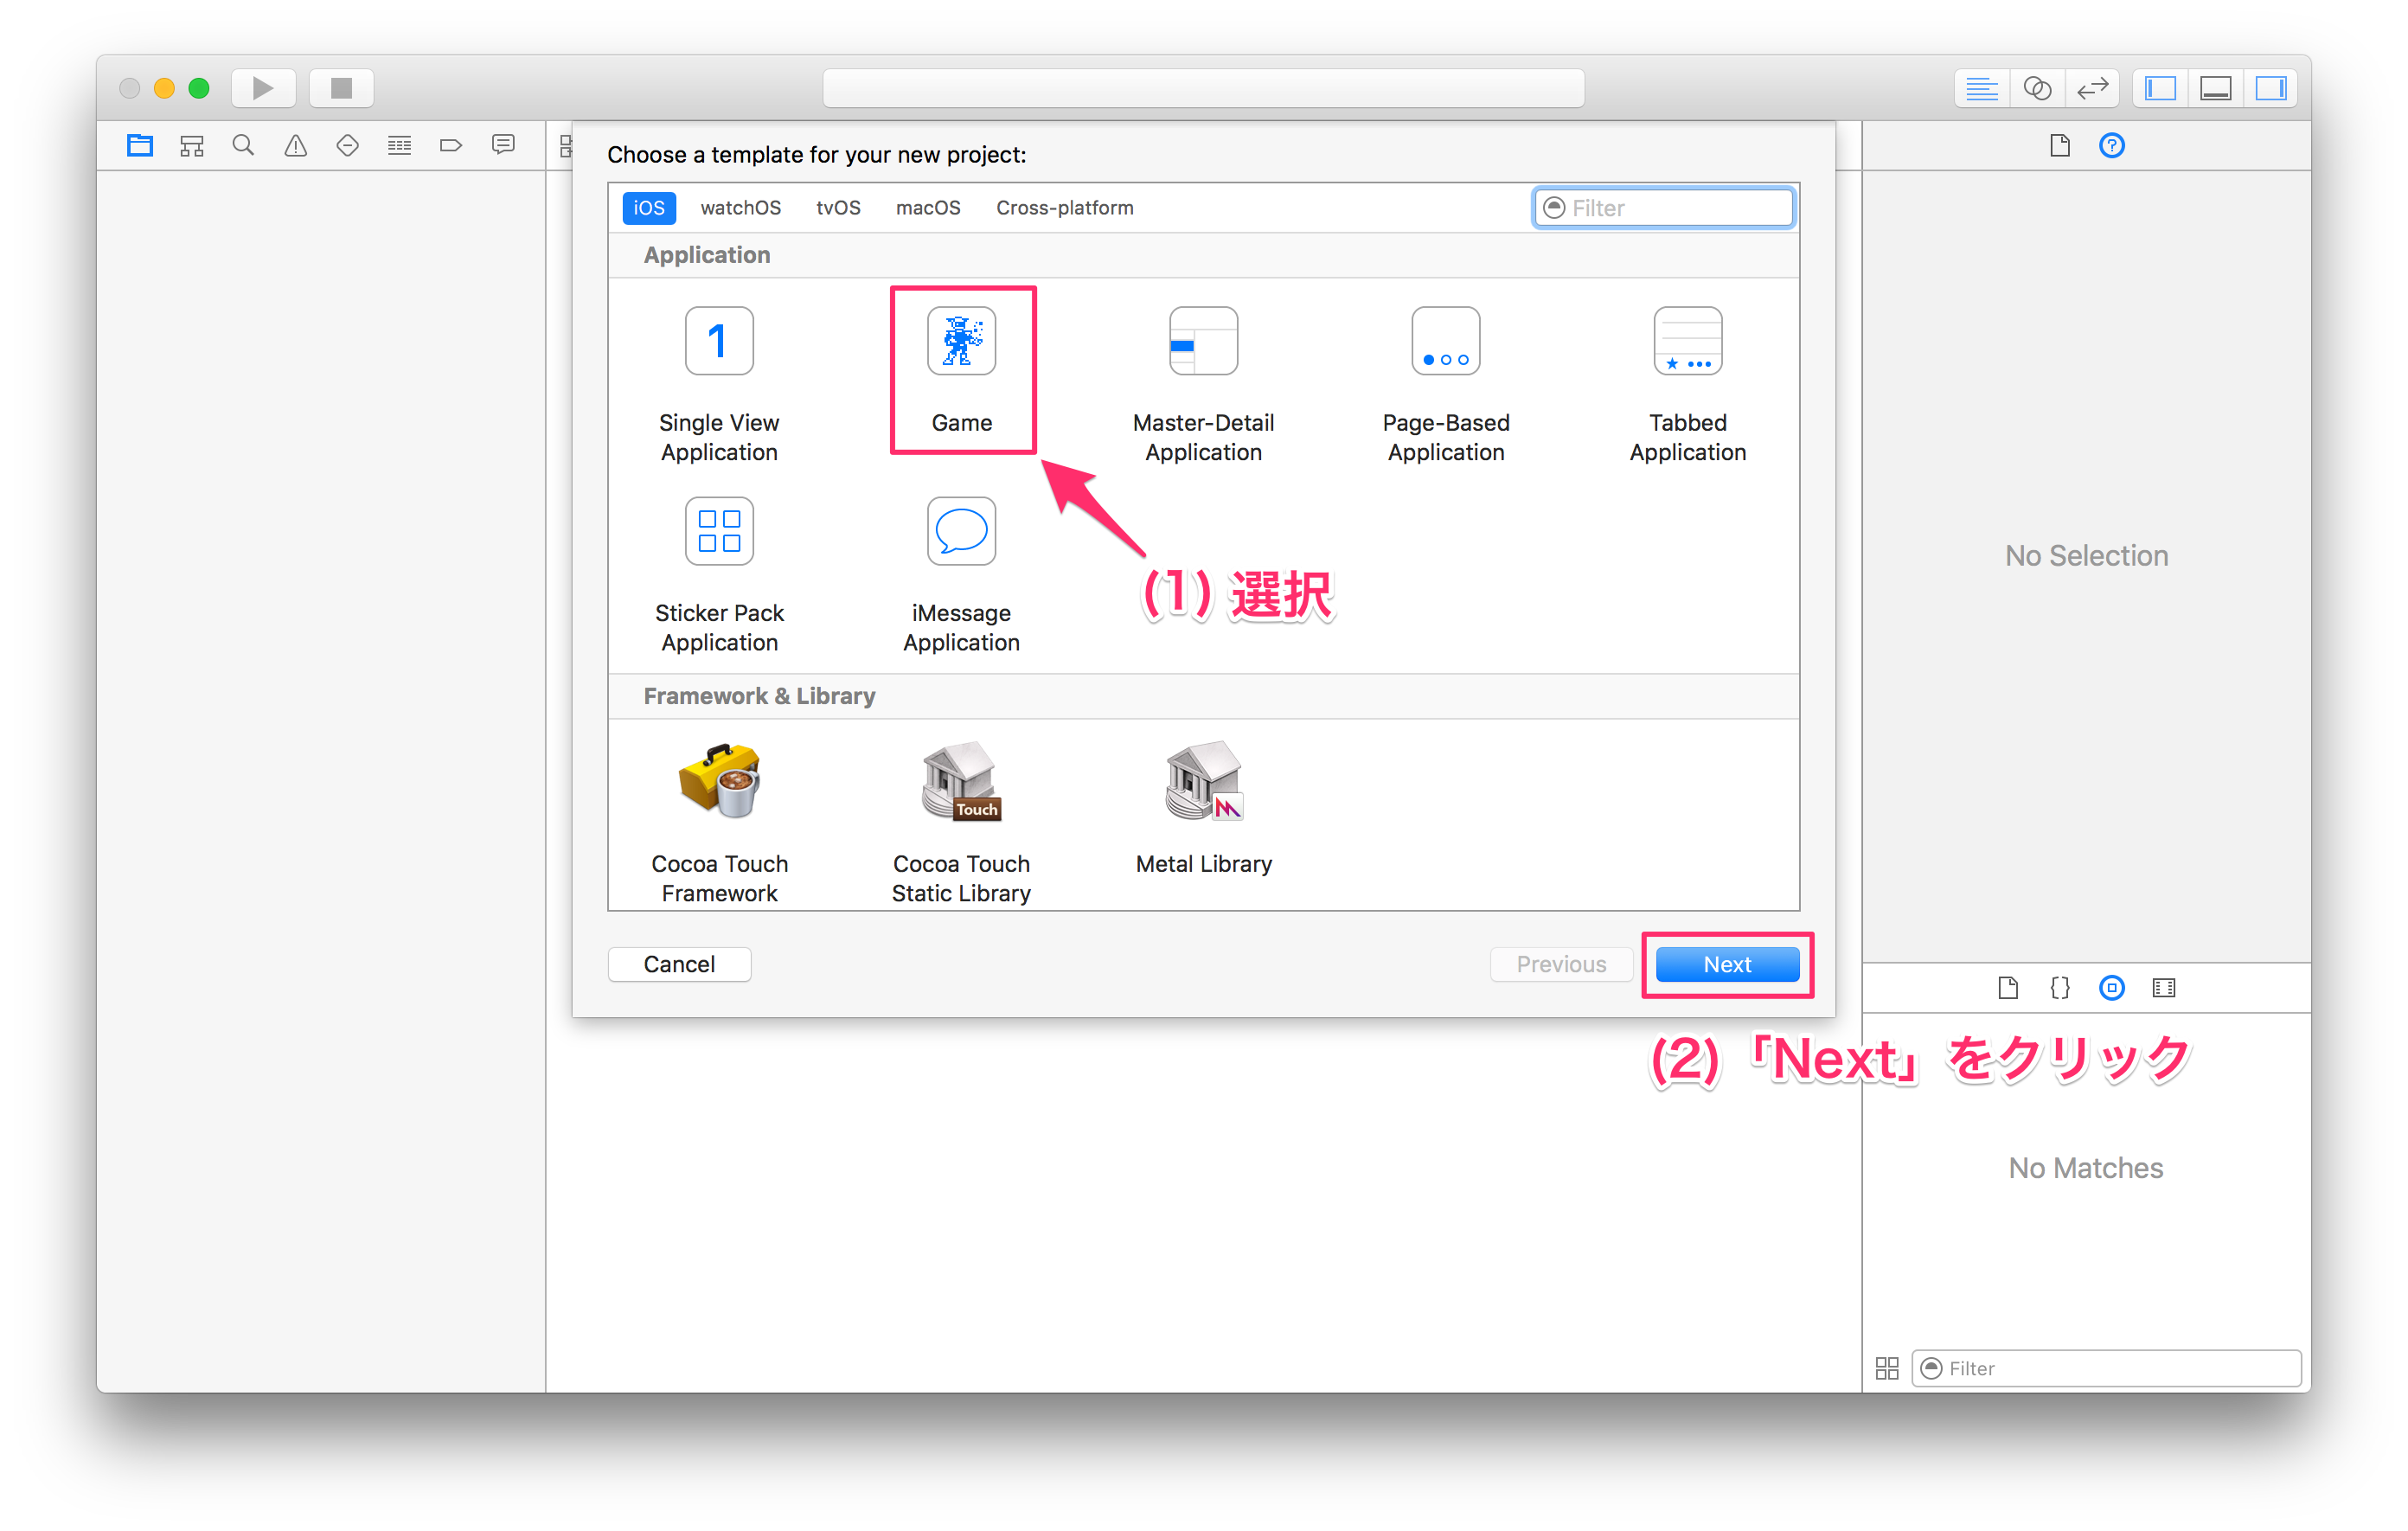 Choose a template for your new project:
iOS watchOS tvOS macOS Cross-platform Filter
Application
1
Single View Application
Game
Master-Detail Application
Page-Based Application
Tabbed Application
Sticker Pack Application
iMessage Application
(1) 選択
No Selection
Framework & Library
Touch
Cocoa Touch Framework
Cocoa Touch Static Library
Metal Library
Cancel Previous Next
(2)「Next」をクリック
No Matches
Filter